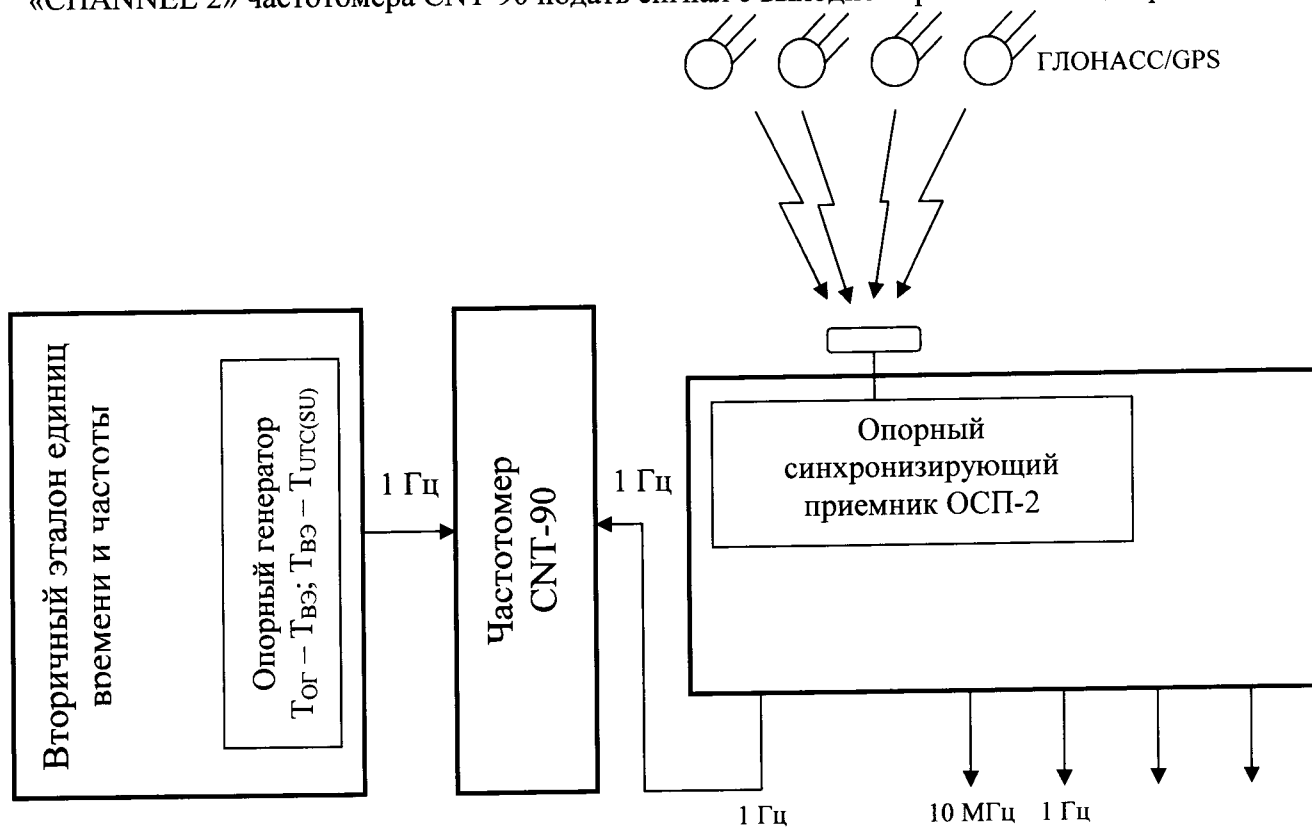 «CHANNEL 2» частотомера CNT-90 подать сигнал с
ГЛОНАСС/GPS
Вторичный эталон единиц
времени и частоты
Опорный генератор
Tог – Tвэ; Tвэ – TUTC(SU)
1 Гц
Частотомер
CNT-90
1 Гц
Опорный
синхронизирующий
приемник ОСП-2
1 Гц
10 МГц
1 Гц